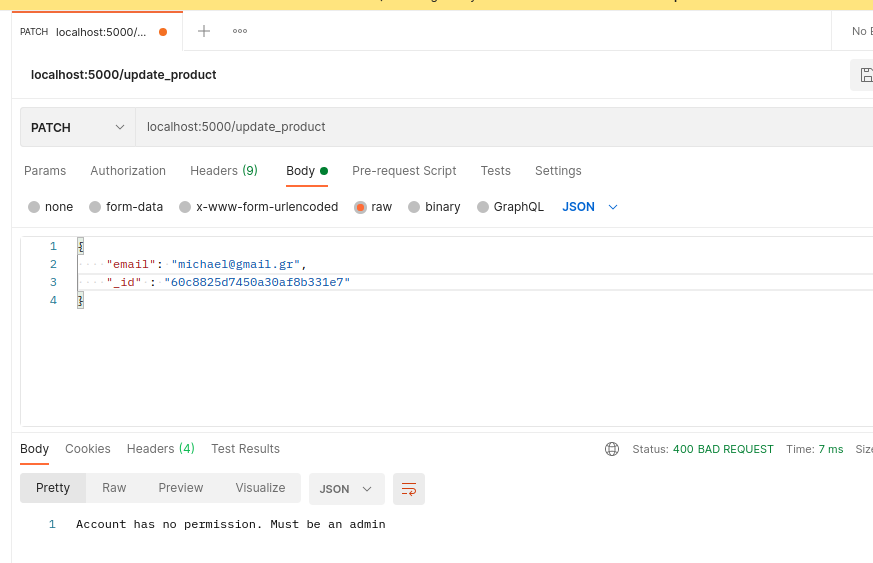 PATCH localhost:5000/... No
localhost:5000/update_product
PATCH localhost:5000/update_product
Params Authorization Headers (9) Body Pre-request Script Tests Settings
none form-data x-www-form-urlencoded raw binary GraphQL JSON
1 {
2 "email": "michael@gmail.gr",
3 "_id" : "60c8825d7450a30af8b331e7"
4 }
Body Cookies Headers (4) Test Results Status: 400 BAD REQUEST Time: 7 ms
Pretty Raw Preview Visualize JSON
1 Account has no permission. Must be an admin